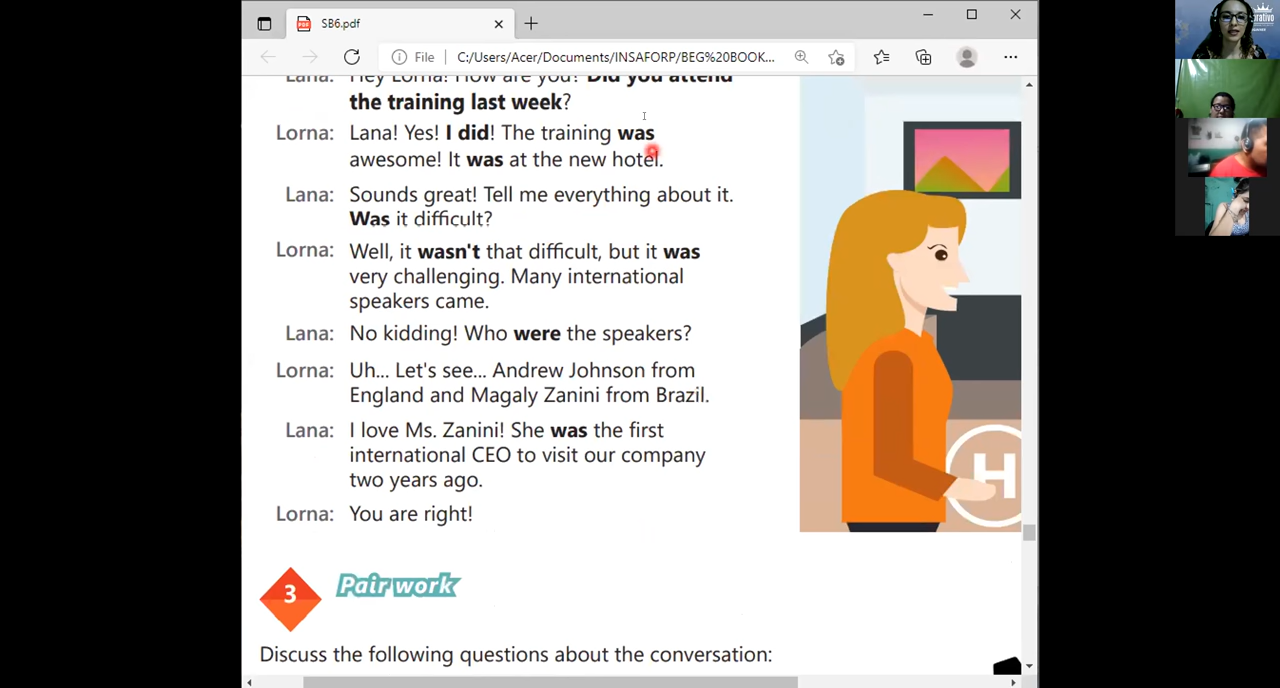 SB6.pdf
File C:/Users/Acer/Documents/INSAFORP/BEG%20BOOK...
Lana: Hey Lorna! How are you? Did you attend
the training last week?
Lorna: Lana! Yes! I did! The training was
awesome! It was at the new hotel.
Lana: Sounds great! Tell me everything about it.
Was it difficult?
Lorna: Well, it wasn't that difficult, but it was
very challenging. Many international
speakers came.
Lana: No kidding! Who were the speakers?
Lorna: Uh... Let's see... Andrew Johnson from
England and Magaly Zanini from Brazil.
Lana: I love Ms. Zanini! She was the first
international CEO to visit our company
two years ago.
Lorna: You are right!
H
3 Pair work
Discuss the following questions about the conversation: